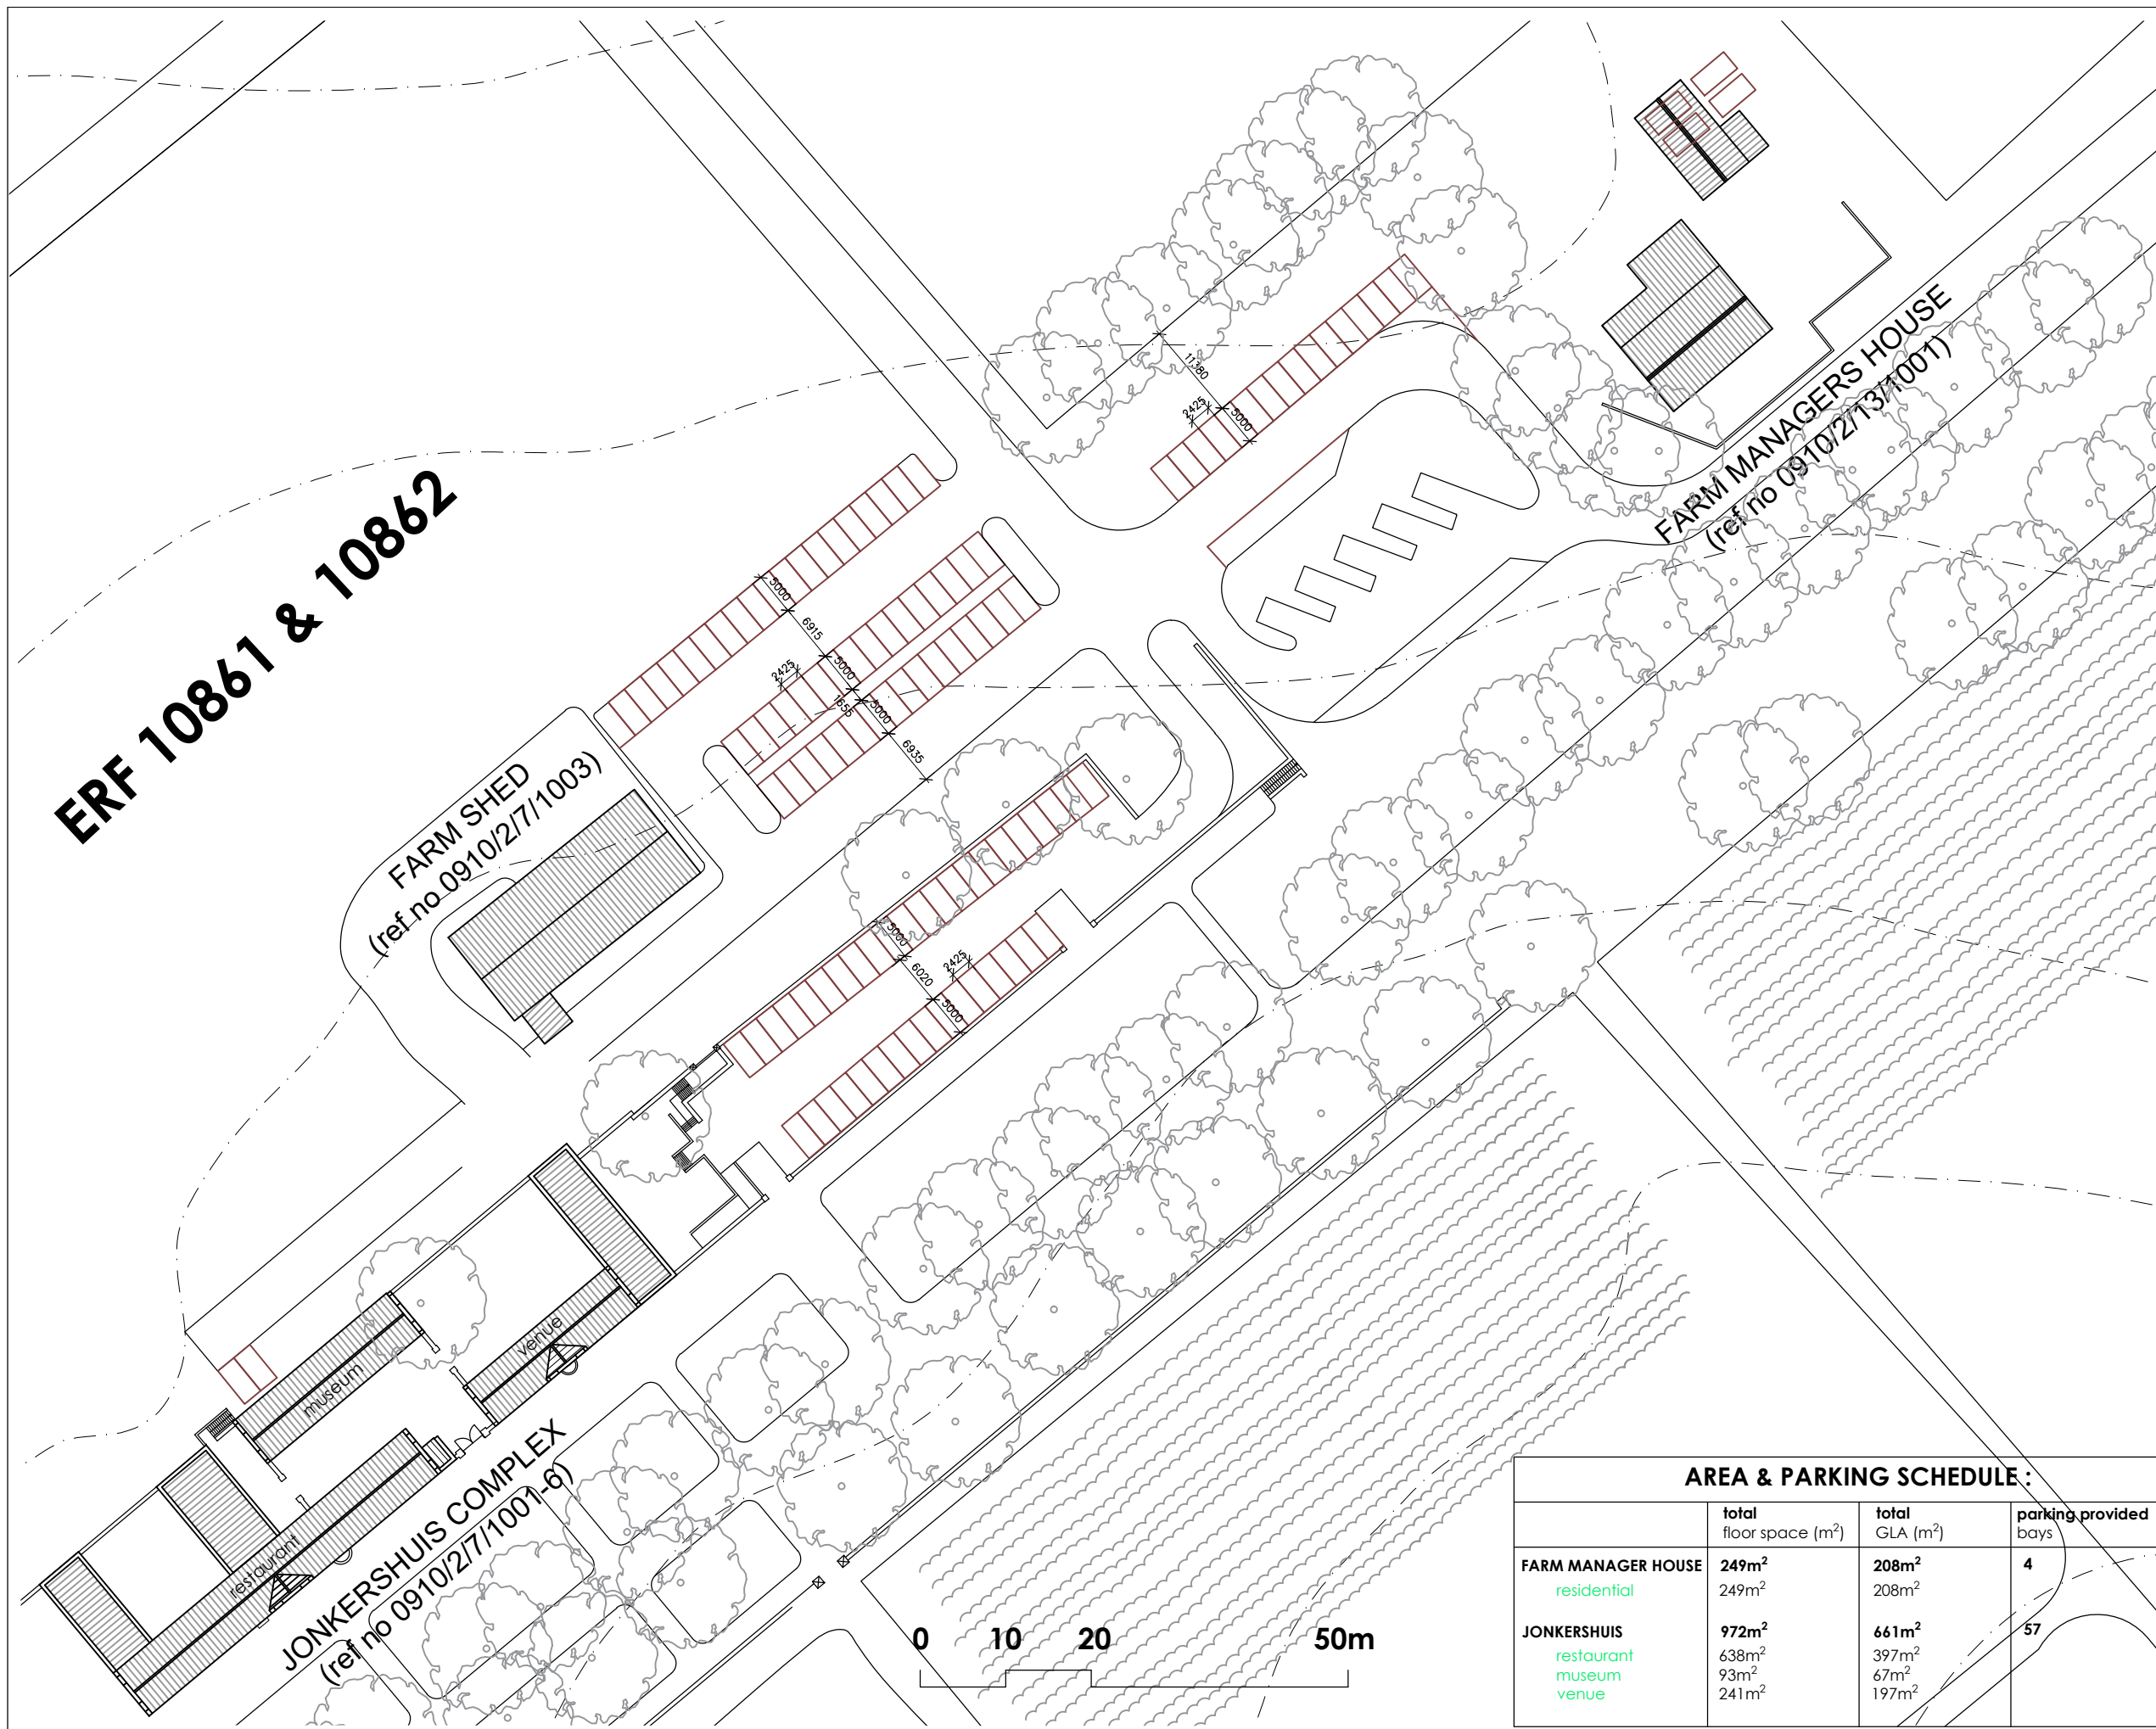 11380
2425
5000
FARM MANAGERS HOUSE
(ref no 0910/2/13/1001)
ERF 10861 & 10862
5000
6915
2425
5000
1655
5000
6935
FARM SHED
(ref no 0910/2/7/1003)
5000
6020
2425
5000
venue
museum
restaurant
JONKERSHUIS COMPLEX
(ref no 0910/2/7/1001-6)
0 10 20 50m
AREA & PARKING SCHEDULE :
total total parking provided
floor space (m²) GLA (m²) bays
FARM MANAGER HOUSE 249m² 208m² 4
residential 249m² 208m²
JONKERSHUIS 972m² 661m² 57
restaurant 638m² 397m²
museum 93m² 67m²
venue 241m² 197m²